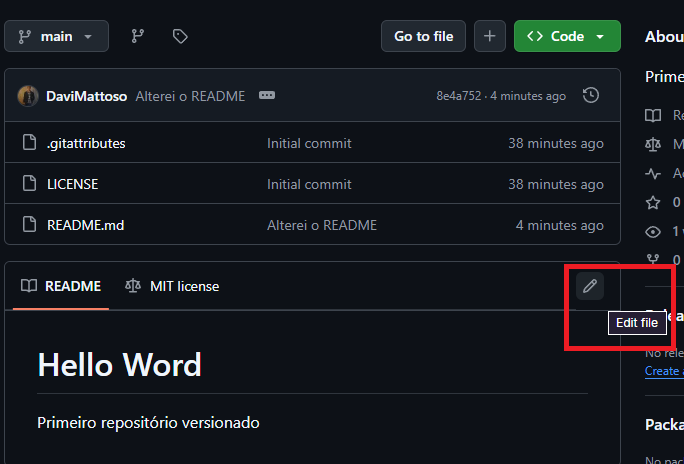 main
Go to file
Code
Abou
DaviMattoso Alterei o README
8e4a752 · 4 minutes ago
Prime
.gitattributes Initial commit 38 minutes ago
LICENSE Initial commit 38 minutes ago
README.md Alterei o README 4 minutes ago
Re
M
Ac
0
1
0
README
MIT license
Edit file
No rele
Create a
Hello Word
Primeiro repositório versionado
Packa
No pac